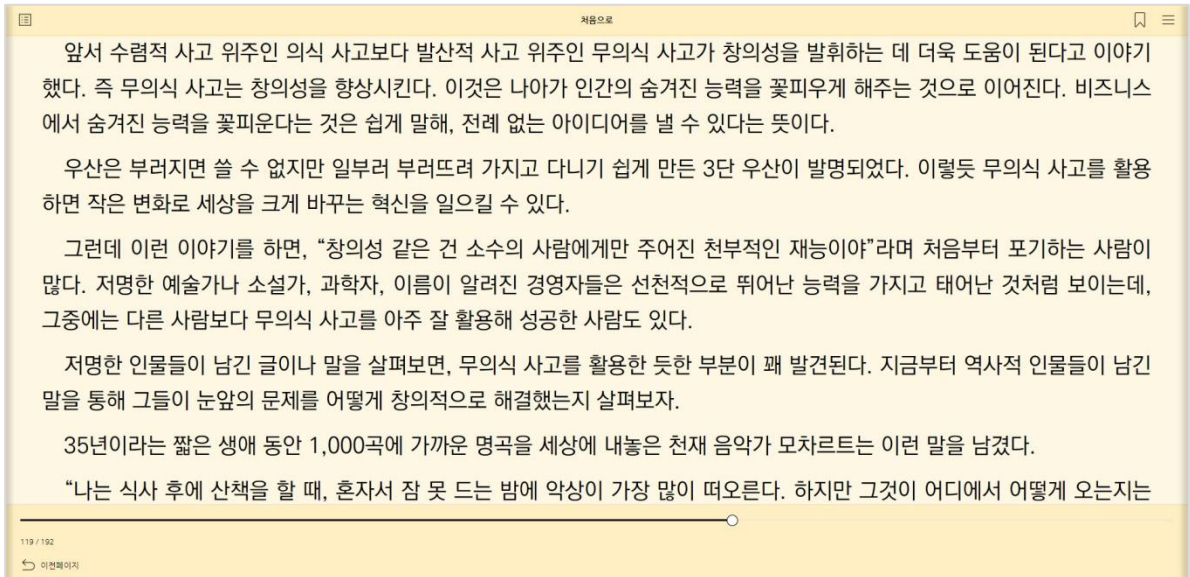 처음으로
앞서 수렴적 사고 위주인 의식 사고보다 발산적 사고 위주인 무의식 사고가 창의성을 발휘하는 데 더욱 도움이 된다고 이야기
했다. 즉 무의식 사고는 창의성을 향상시킨다. 이것은 나아가 인간의 숨겨진 능력을 꽃피우게 해주는 것으로 이어진다. 비즈니스
에서 숨겨진 능력을 꽃피운다는 것은 쉽게 말해, 전례 없는 아이디어를 낼 수 있다는 뜻이다.
우산은 부러지면 쓸 수 없지만 일부러 부러뜨려 가지고 다니기 쉽게 만든 3단 우산이 발명되었다. 이렇듯 무의식 사고를 활용
하면 작은 변화로 세상을 크게 바꾸는 혁신을 일으킬 수 있다.
그런데 이런 이야기를 하면, “창의성 같은 건 소수의 사람에게만 주어진 천부적인 재능이야”라며 처음부터 포기하는 사람이
많다. 저명한 예술가나 소설가, 과학자, 이름이 알려진 경영자들은 선천적으로 뛰어난 능력을 가지고 태어난 것처럼 보이는데,
그중에는 다른 사람보다 무의식 사고를 아주 잘 활용해 성공한 사람도 있다.
저명한 인물들이 남긴 글이나 말을 살펴보면, 무의식 사고를 활용한 듯한 부분이 꽤 발견된다. 지금부터 역사적 인물들이 남긴
말을 통해 그들이 눈앞의 문제를 어떻게 창의적으로 해결했는지 살펴보자.
35년이라는 짧은 생애 동안 1,000곡에 가까운 명곡을 세상에 내놓은 천재 음악가 모차르트는 이런 말을 남겼다.
“나는 식사 후에 산책을 할 때, 혼자서 잠 못 드는 밤에 악상이 가장 많이 떠오른다. 하지만 그것이 어디에서 어떻게 오는지는
119 / 192
이전페이지